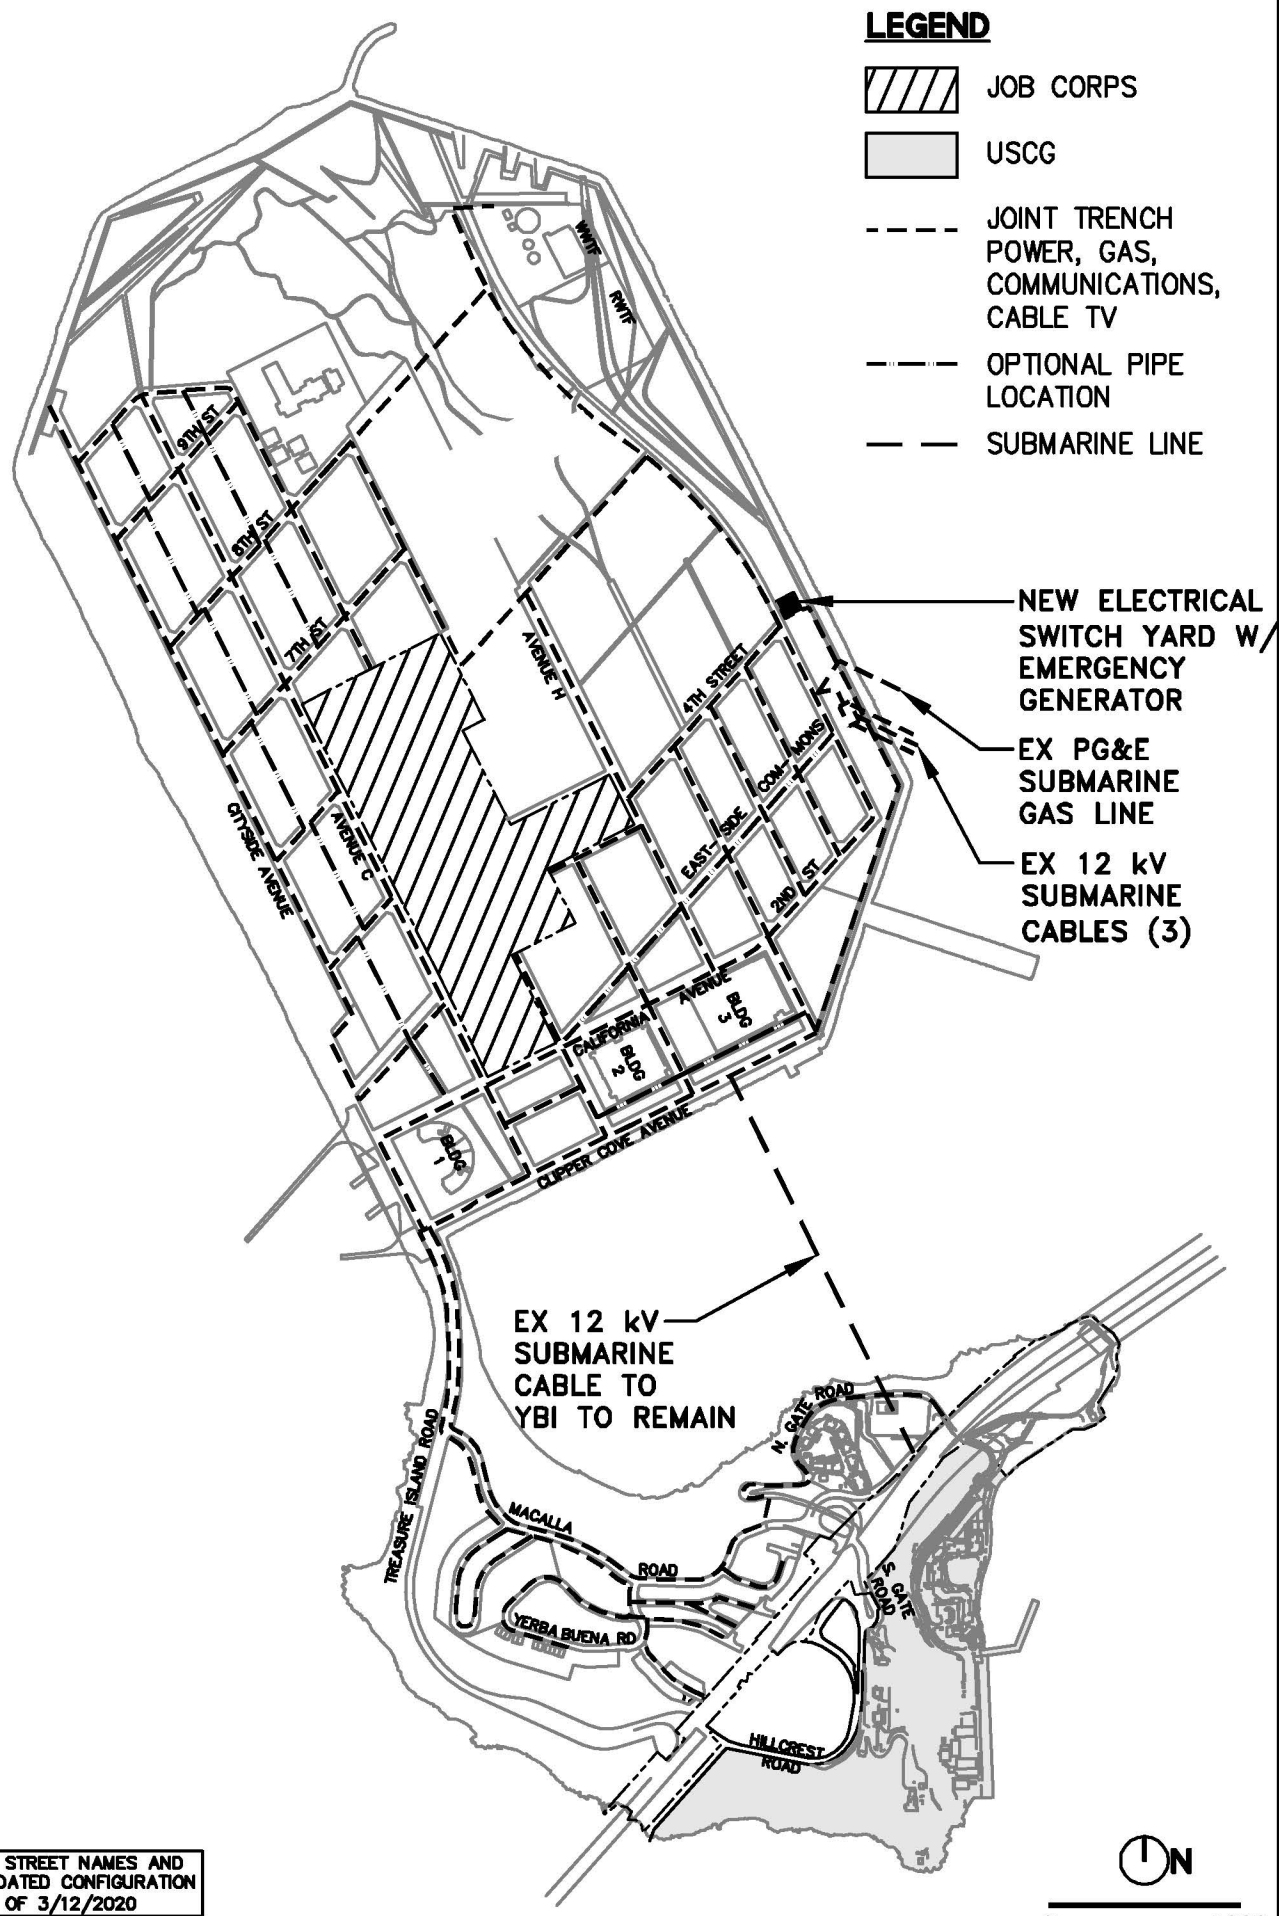 LEGEND
JOB CORPS
USCG
JOINT TRENCH
POWER, GAS,
COMMUNICATIONS,
CABLE TV
OPTIONAL PIPE
LOCATION
SUBMARINE LINE
WWTF
RWTF
9TH ST
8TH ST
7TH ST
AVENUE H
4TH STREET
NEW ELECTRICAL
SWITCH YARD W/
EMERGENCY
GENERATOR
EX PG&E
SUBMARINE
GAS LINE
EX 12 kV
SUBMARINE
CABLES (3)
CITYSIDE AVENUE
AVENUE C
EAST- SIDE COM- MONS
2ND ST
CALIFORNIA AVENUE
BLDG
3
BLDG
2
BLDG
1
CLIPPER COVE AVENUE
EX 12 kV
SUBMARINE
CABLE TO
YBI TO REMAIN
N. GATE ROAD
TREASURE ISLAND ROAD
MACALLA ROAD
YERBA BUENA RD
S. GATE
ROAD
HILLCREST
ROAD
STREET NAMES AND
DATED CONFIGURATION
OF 3/12/2020
N